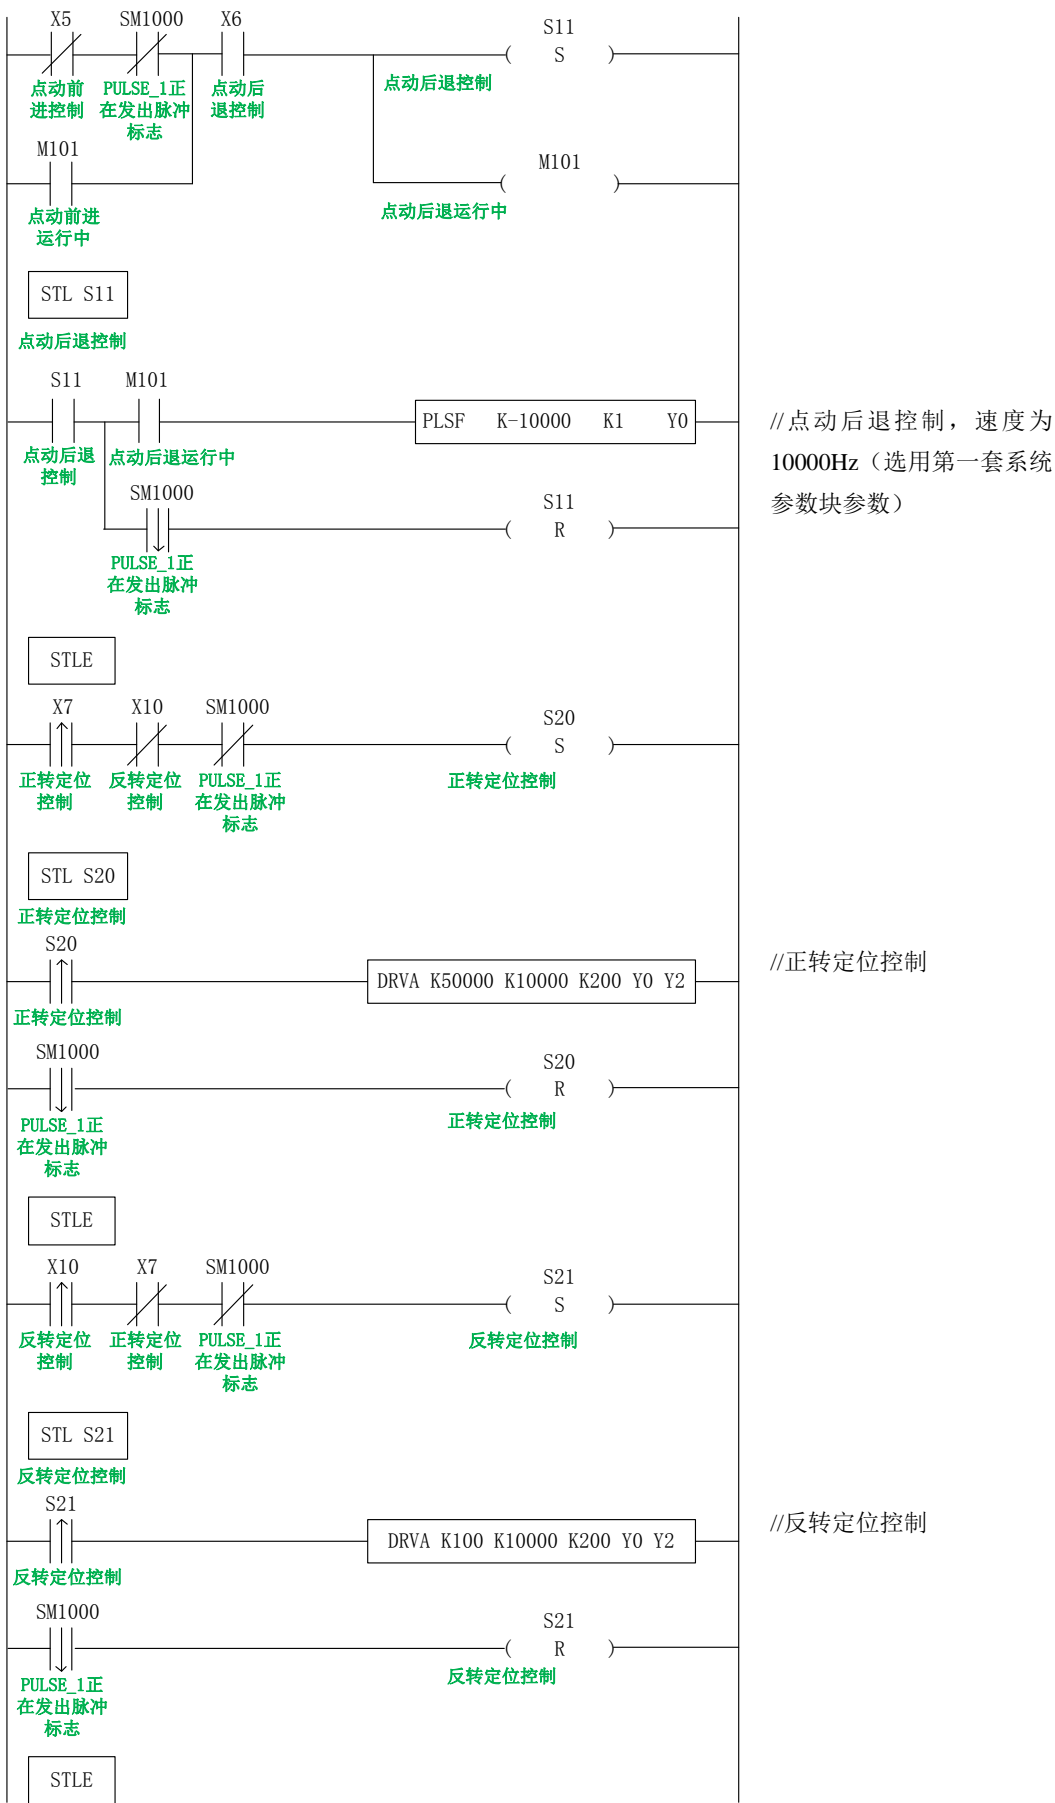 X5 SM1000 X6 S11
( S )
点动前 PULSE_1正 点动后 点动后退控制
进控制 在发出脉冲 退控制
标志
M101 M101
( )
点动前进 点动后退运行中
运行中
STL S11
点动后退控制
S11 M101
PLSF K-10000 K1 Y0
点动后退 点动后退运行中
控制
//点动后退控制，速度为
10000Hz（选用第一套系统
参数块参数）
SM1000 S11
( R )
PULSE_1正
在发出脉冲
标志
STLE
X7 X10 SM1000 S20
( S )
正转定位 反转定位 PULSE_1正 正转定位控制
控制 控制 在发出脉冲
标志
STL S20
正转定位控制
S20
DRVA K50000 K10000 K200 Y0 Y2
//正转定位控制
正转定位控制
SM1000 S20
( R )
PULSE_1正 正转定位控制
在发出脉冲
标志
STLE
X10 X7 SM1000 S21
( S )
反转定位 正转定位 PULSE_1正 反转定位控制
控制 控制 在发出脉冲
标志
STL S21
反转定位控制
S21
DRVA K100 K10000 K200 Y0 Y2
//反转定位控制
反转定位控制
SM1000 S21
( R )
PULSE_1正 反转定位控制
在发出脉冲
标志
STLE